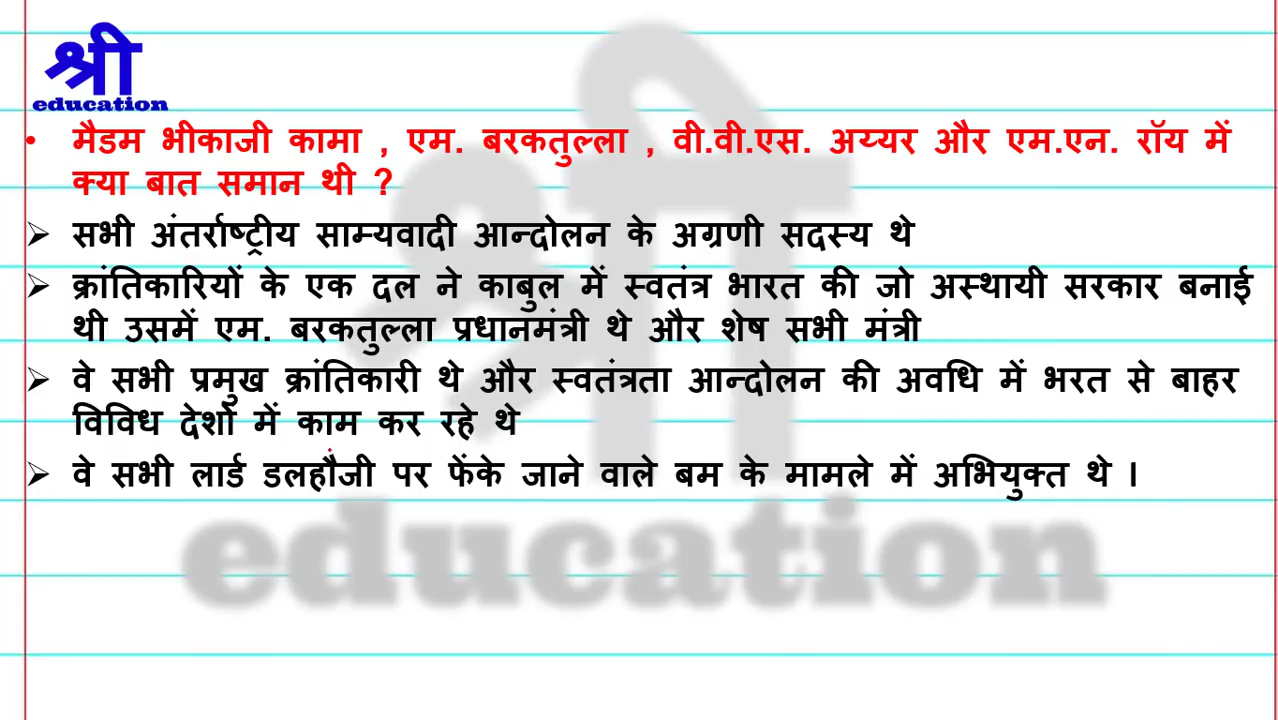 श्री
education
• मैडम भीकाजी कामा , एम. बरकतुल्ला , वी.वी.एस. अय्यर और एम.एन. रॉय में
क्या बात समान थी ?
➢ सभी अंतर्राष्ट्रीय साम्यवादी आन्दोलन के अग्रणी सदस्य थे
➢ क्रांतिकारियों के एक दल ने काबुल में स्वतंत्र भारत की जो अस्थायी सरकार बनाई
थी उसमें एम. बरकतुल्ला प्रधानमंत्री थे और शेष सभी मंत्री
➢ वे सभी प्रमुख क्रांतिकारी थे और स्वतंत्रता आन्दोलन की अवधि में भरत से बाहर
विविध देशों में काम कर रहे थे
➢ वे सभी लार्ड डलहौजी पर फेंके जाने वाले बम के मामले में अभियुक्त थे ।
श्री
education